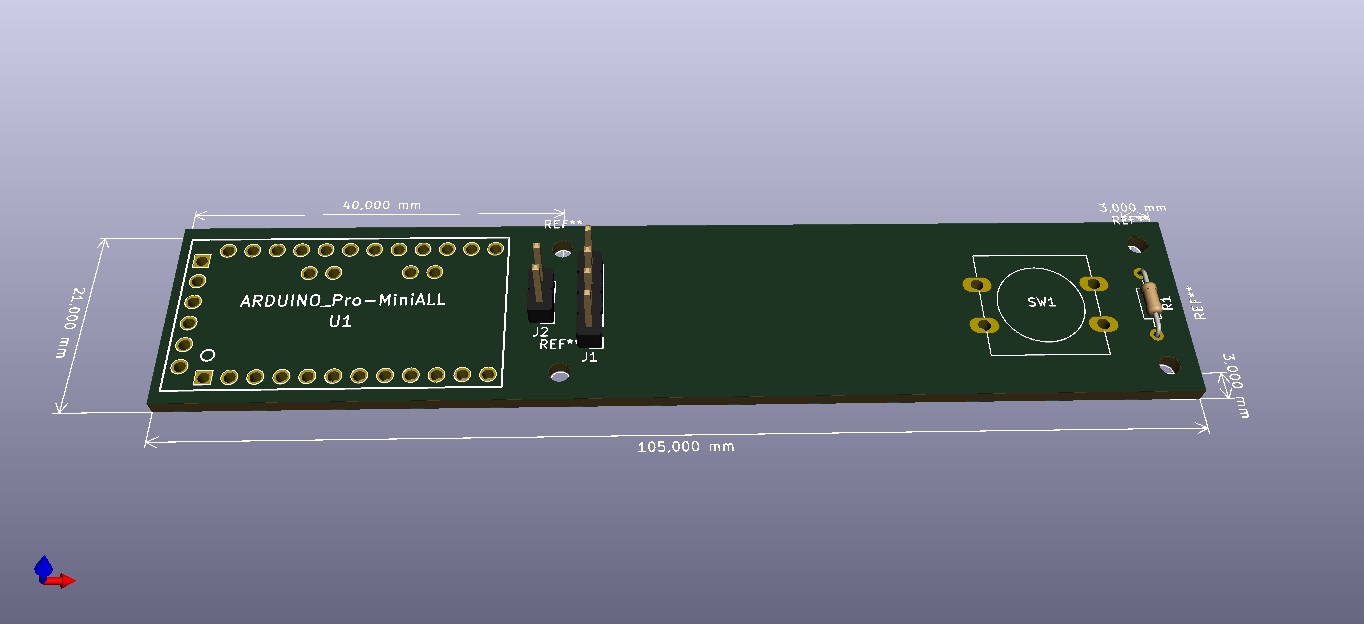 40,000 mm
3,000 mm
REF**
REF**
21,000 mm
ARDUINO_Pro-MiniALL
U1
SW1
R1
REF**
J2
REF**
J1
3,000 mm
105,000 mm